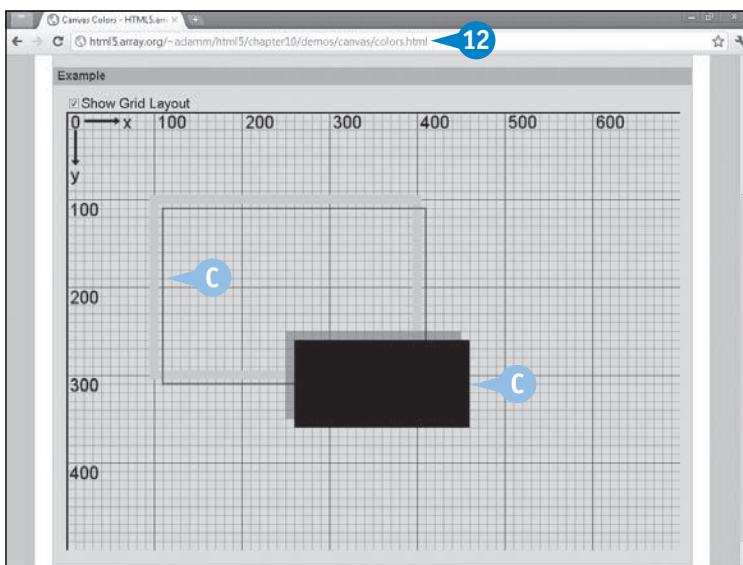 Canvas Colors - HTML5.arr
html5.array.org/~adamm/html5/chapter10/demos/canvas/colors.html
12
Example
Show Grid Layout
0 x 100 200 300 400 500 600
y
100
C
200
300
C
400